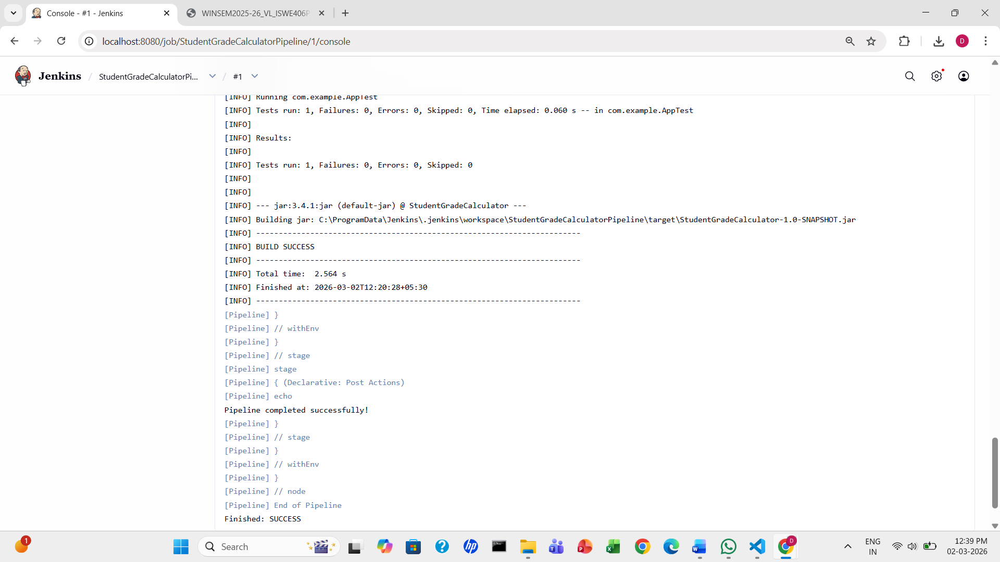 Console - #1 - Jenkins
WINSEM2025-26_VL_ISWE406P
localhost:8080/job/StudentGradeCalculatorPipeline/1/console
D
Jenkins / StudentGradeCalculatorPi... / #1
[INFO] Running com.example.AppTest
[INFO] Tests run: 1, Failures: 0, Errors: 0, Skipped: 0, Time elapsed: 0.060 s -- in com.example.AppTest
[INFO]
[INFO] Results:
[INFO]
[INFO] Tests run: 1, Failures: 0, Errors: 0, Skipped: 0
[INFO]
[INFO]
[INFO] --- jar:3.4.1:jar (default-jar) @ StudentGradeCalculator ---
[INFO] Building jar: C:\ProgramData\Jenkins\.jenkins\workspace\StudentGradeCalculatorPipeline\target\StudentGradeCalculator-1.0-SNAPSHOT.jar
[INFO] ------------------------------------------------------------------------
[INFO] BUILD SUCCESS
[INFO] ------------------------------------------------------------------------
[INFO] Total time:  2.564 s
[INFO] Finished at: 2026-03-02T12:20:28+05:30
[INFO] ------------------------------------------------------------------------
[Pipeline] }
[Pipeline] // withEnv
[Pipeline] }
[Pipeline] // stage
[Pipeline] stage
[Pipeline] { (Declarative: Post Actions)
[Pipeline] echo
Pipeline completed successfully!
[Pipeline] }
[Pipeline] // stage
[Pipeline] }
[Pipeline] // withEnv
[Pipeline] }
[Pipeline] // node
[Pipeline] End of Pipeline
Finished: SUCCESS
1
Search
hp
T
P
X
W
D
ENG
IN
12:39 PM
02-03-2026